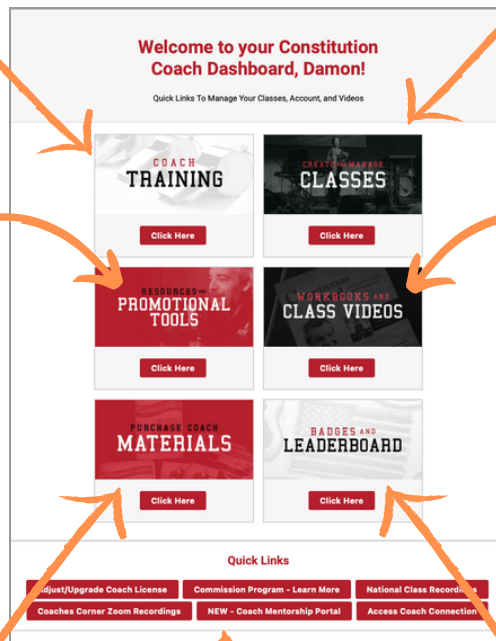 Welcome to your Constitution
Coach Dashboard, Damon!
Quick Links To Manage Your Classes, Account, and Videos
COACH
TRAINING
Click Here
CREATE AND MANAGE
CLASSES
Click Here
RESOURCES AND
PROMOTIONAL
TOOLS
Click Here
WORKBOOKS AND
CLASS VIDEOS
Click Here
PURCHASE COACH
MATERIALS
Click Here
BADGES AND
LEADERBOARD
Click Here
Quick Links
Adjust/Upgrade Coach License
Commission Program - Learn More
National Class Recordings
Coaches Corner Zoom Recordings
NEW - Coach Mentorship Portal
Access Coach Connection